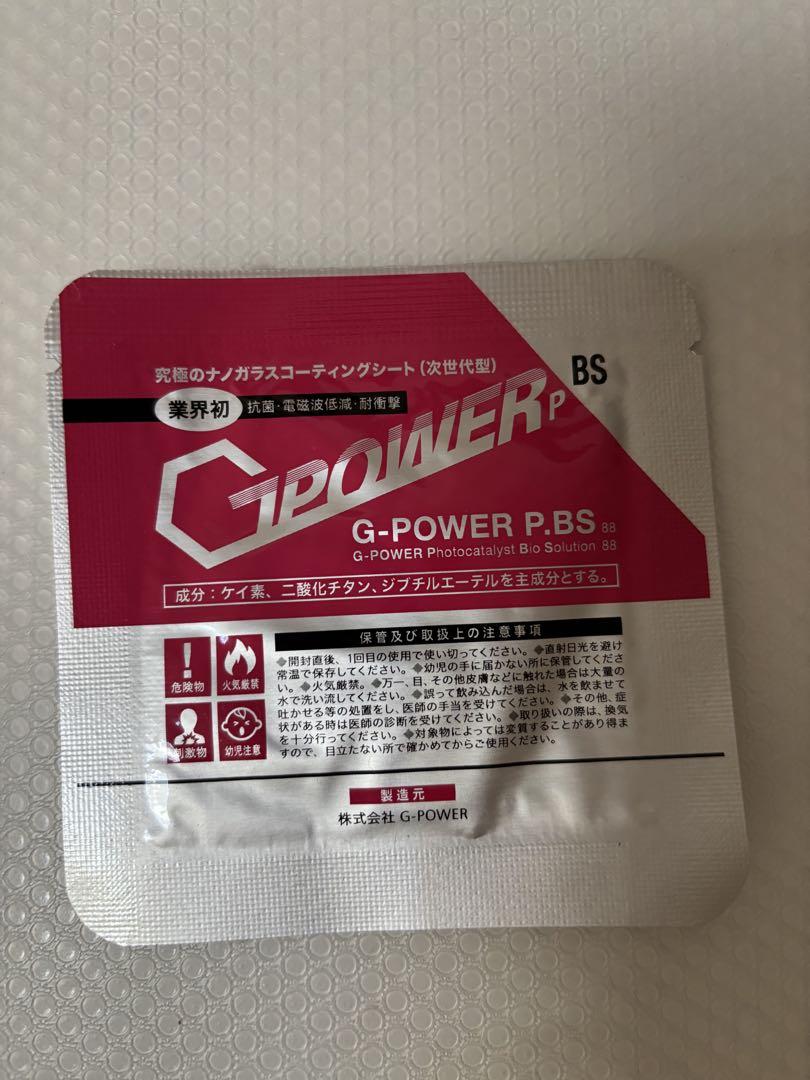 究極のナノガラスコーティングシート(次世代型)
BS
業界初 抗菌・電磁波低減・耐衝撃
GPOWER P
G-POWER P.BS 88
G-POWER Photocatalyst Bio Solution 88
成分：ケイ素、二酸化チタン、ジブチルエーテルを主成分とする。
保管及び取扱上の注意事項
◆開封直後、1回目の使用で使い切ってください。◆直射日光を避け
常温で保存してください。◆幼児の手に届かない所に保管してくださ
い。◆火気厳禁。◆万一、目、その他皮膚などに触れた場合は大量の
水で洗い流してください。◆誤って飲み込んだ場合は、水を飲ませて
吐かせる等の処置をし、医師の手当を受けてください。◆その他、症
状がある時は医師の診断を受けてください。◆取り扱いの際は、換気
を十分行ってください。◆対象物によっては変質することがあり得ま
すので、目立たない所で確かめてからご使用ください。
危険物
火気厳禁
刺激物
幼児注意
製造元
株式会社 G-POWER